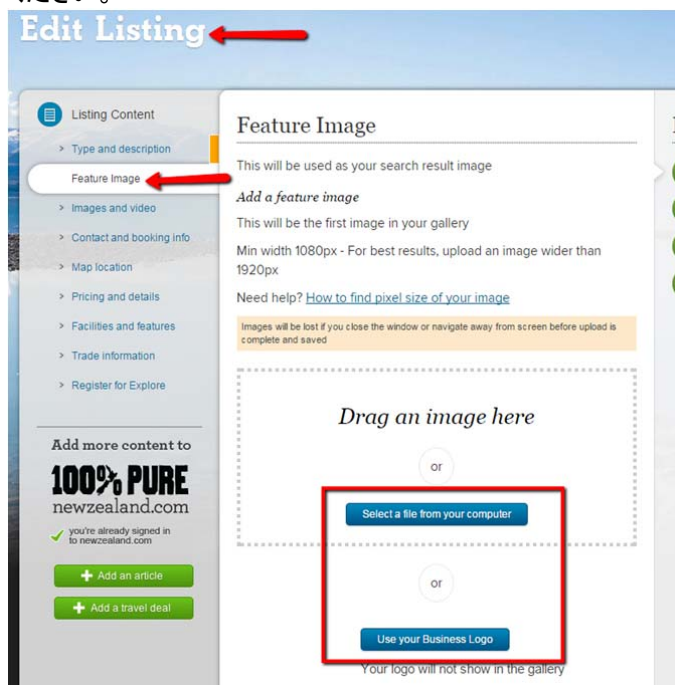 ください。
Edit Listing
Listing Content
> Type and description
Feature Image
> Images and video
> Contact and booking info
> Map location
> Pricing and details
> Facilities and features
> Trade information
> Register for Explore
Add more content to
100% PURE
newzealand.com
you're already signed in
to newzealand.com
Add an article
Add a travel deal
Feature Image
This will be used as your search result image
Add a feature image
This will be the first image in your gallery
Min width 1080px - For best results, upload an image wider than
1920px
Need help? How to find pixel size of your image
Images will be lost if you close the window or navigate away from screen before upload is
complete and saved
Drag an image here
or
Select a file from your computer
or
Use your Business Logo
Your logo will not show in the gallery